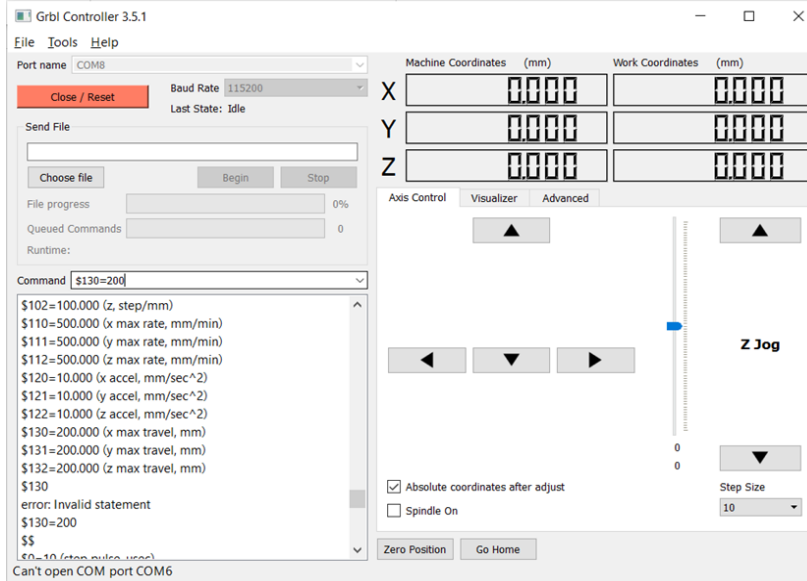 Grbl Controller 3.5.1
File Tools Help
Port name COM8
Close / Reset
Baud Rate 115200
Last State: Idle
Send File
Choose file Begin Stop
File progress 0%
Queued Commands 0
Runtime:
Command $130=200
$102=100.000 (z, step/mm)
$110=500.000 (x max rate, mm/min)
$111=500.000 (y max rate, mm/min)
$112=500.000 (z max rate, mm/min)
$120=10.000 (x accel, mm/sec^2)
$121=10.000 (y accel, mm/sec^2)
$122=10.000 (z accel, mm/sec^2)
$130=200.000 (x max travel, mm)
$131=200.000 (y max travel, mm)
$132=200.000 (z max travel, mm)
$130
error: Invalid statement
$130=200
$$
$0=10 (step pulse, usec)
Can't open COM port COM6
Machine Coordinates (mm) Work Coordinates (mm)
X 0.000 0.000
Y 0.000 0.000
Z 0.000 0.000
Axis Control Visualizer Advanced
Z Jog
0
0
Absolute coordinates after adjust
Spindle On
Step Size
10
Zero Position Go Home